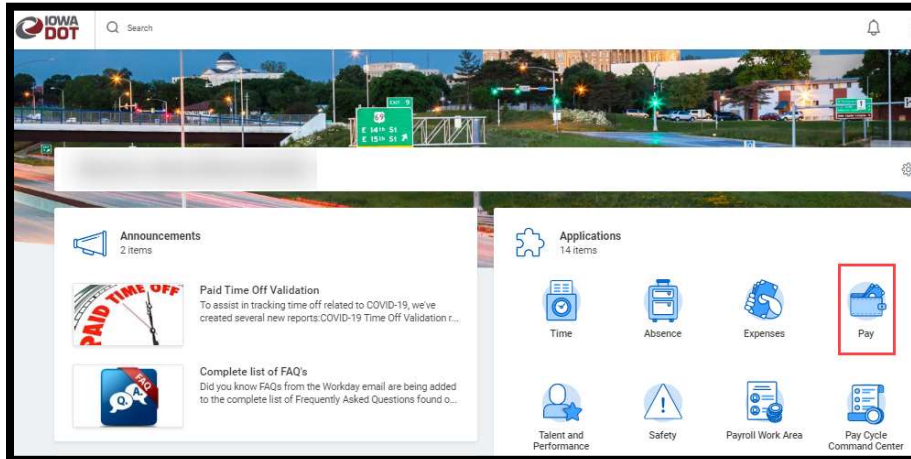 IOWA
DOT
Search
EXIT 9
69
E 14TH St
E 15TH St
Announcements
2 items
PAID TIME OFF
Paid Time Off Validation
To assist in tracking time off related to COVID-19, we've
created several new reports:COVID-19 Time Off Validation r...
FAQ
Q.
A.
Complete list of FAQ's
Did you know FAQs from the Workday email are being added
to the complete list of Frequently Asked Questions found o...
Applications
14 items
Time
Absence
Expenses
Pay
Talent and
Performance
Safety
Payroll Work Area
Pay Cycle
Command Center